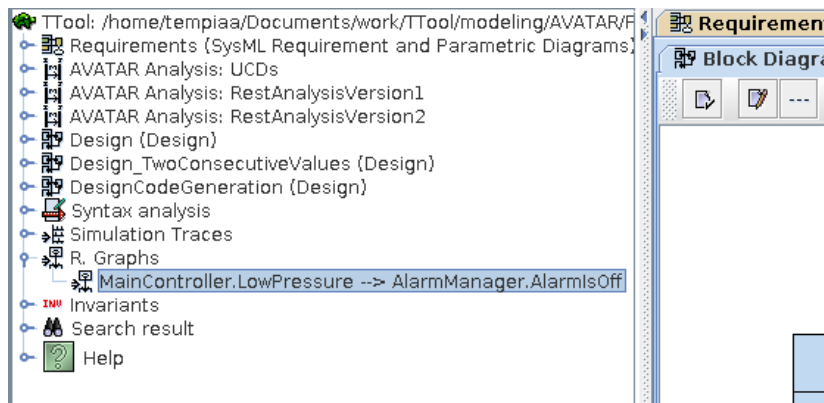 TTool: /home/tempiaa/Documents/work/TTool/modeling/AVATAR/F
Requirements (SysML Requirement and Parametric Diagrams)
AVATAR Analysis: UCDs
AVATAR Analysis: RestAnalysisVersion1
AVATAR Analysis: RestAnalysisVersion2
Design (Design)
Design_TwoConsecutiveValues (Design)
DesignCodeGeneration (Design)
Syntax analysis
Simulation Traces
R. Graphs
MainController.LowPressure --> AlarmManager.AlarmIsOff
INV Invariants
Search result
? Help
Requirement
Block Diagra
---